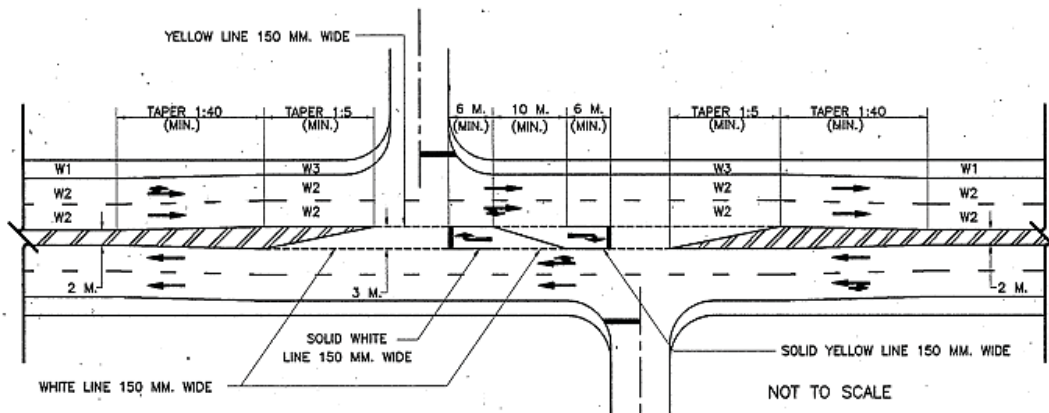 YELLOW LINE 150 MM. WIDE
TAPER 1:40
(MIN.)
TAPER 1:5
(MIN.)
6 M.
(MIN.)
10 M.
(MIN.)
6 M.
(MIN.)
TAPER 1:5
(MIN.)
TAPER 1:40
(MIN.)
W1
W3
W3
W1
W2
W2
W2
W2
W2
W2
W2
W2
2 M.
3 M.
2 M.
SOLID WHITE
LINE 150 MM. WIDE
SOLID YELLOW LINE 150 MM. WIDE
WHITE LINE 150 MM. WIDE
NOT TO SCALE